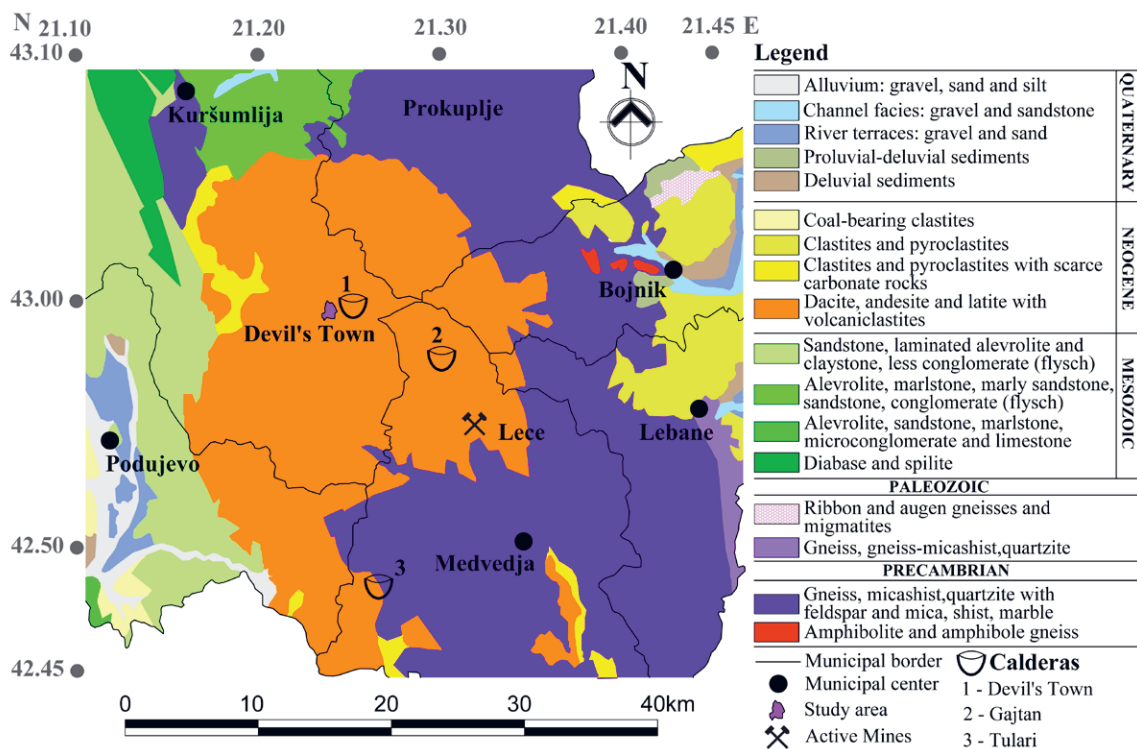 N
21.10
21.20
21.30
21.40
21.45 E
43.10
43.00
42.50
42.45
N
Kuršumlija
Prokuplje
Bojnik
1
Devil's Town
2
Lece
Lebane
Podujevo
Medvedja
3
0
10
20
30
40km
Legend
Alluvium: gravel, sand and silt
Channel facies: gravel and sandstone
River terraces: gravel and sand
Proluvial-deluvial sediments
Deluvial sediments
QUATERNARY
Coal-bearing clastites
Clastites and pyroclastites
Clastites and pyroclastites with scarce
carbonate rocks
Dacite, andesite and latite with
volcaniclastites
NEOGENE
Sandstone, laminated alevrolite and
claystone, less conglomerate (flysch)
Alevrolite, marlstone, marly sandstone,
sandstone, conglomerate (flysch)
Alevrolite, sandstone, marlstone,
microconglomerate and limestone
Diabase and spilite
MESOZOIC
PALEOZOIC
Ribbon and augen gneisses and
migmatites
Gneiss, gneiss-micashist,quartzite
PRECAMBRIAN
Gneiss, micashist,quartzite with
feldspar and mica, shist, marble
Amphibolite and amphibole gneiss
Municipal border
Municipal center
Study area
Active Mines
Calderas
1 - Devil's Town
2 - Gajtan
3 - Tulari